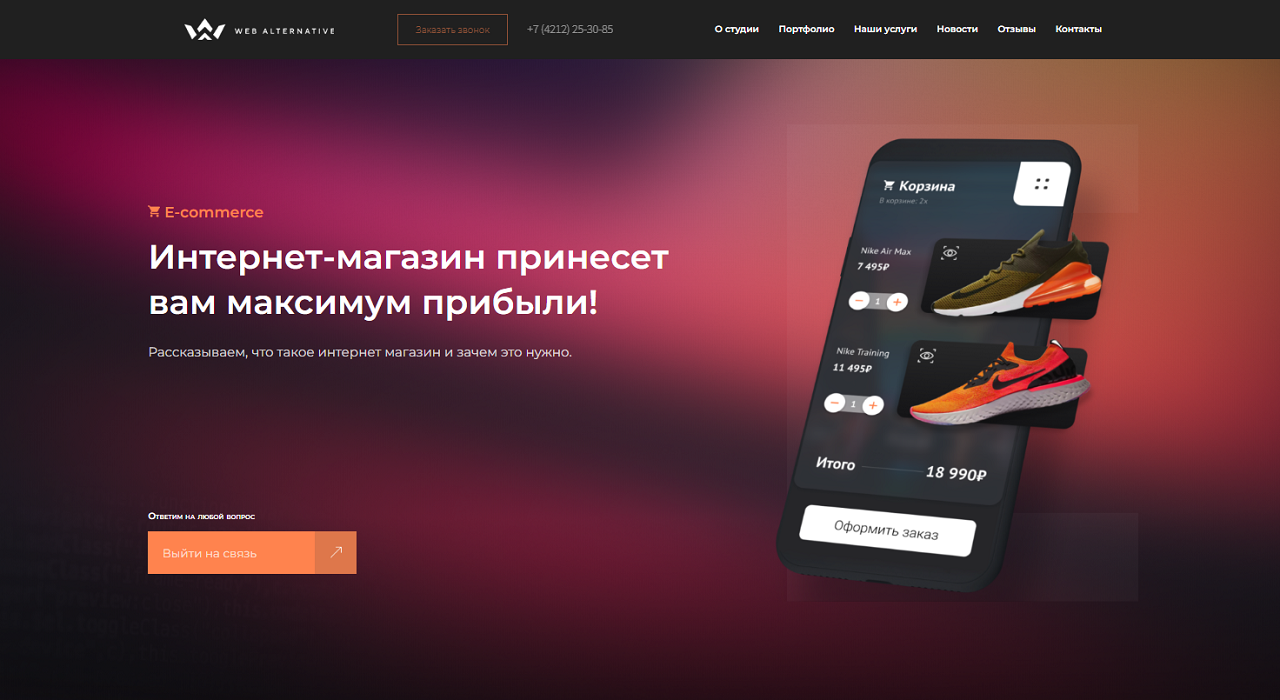 WEB ALTERNATIVE
Заказать звонок
+7 (4212) 25-30-85
О студии
Портфолио
Наши услуги
Новости
Отзывы
Контакты
E-commerce
Интернет-магазин принесет
вам максимум прибыли!
Рассказываем, что такое интернет магазин и зачем это нужно.
Ответим на любой вопрос
Выйти на связь
Корзина
В корзине: 2х
Nike Air Max
7 495₽
1
Nike Training
11 495₽
1
Итого
18 990₽
Оформить заказ